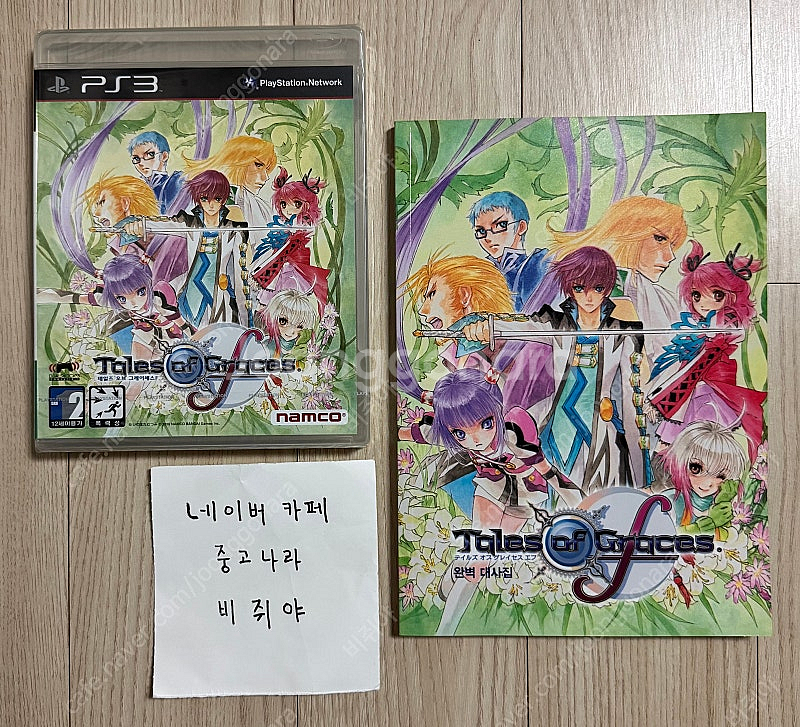 PS3
PlayStation®Network
Tales of Graces f
테일즈 오브 그레이세스
12
12세이용가
폭력성
namco
Tales of Graces f
テイルズ オブ グレイセス エフ
완벽 대사집
네이버 카페
중고나라
비쥐야